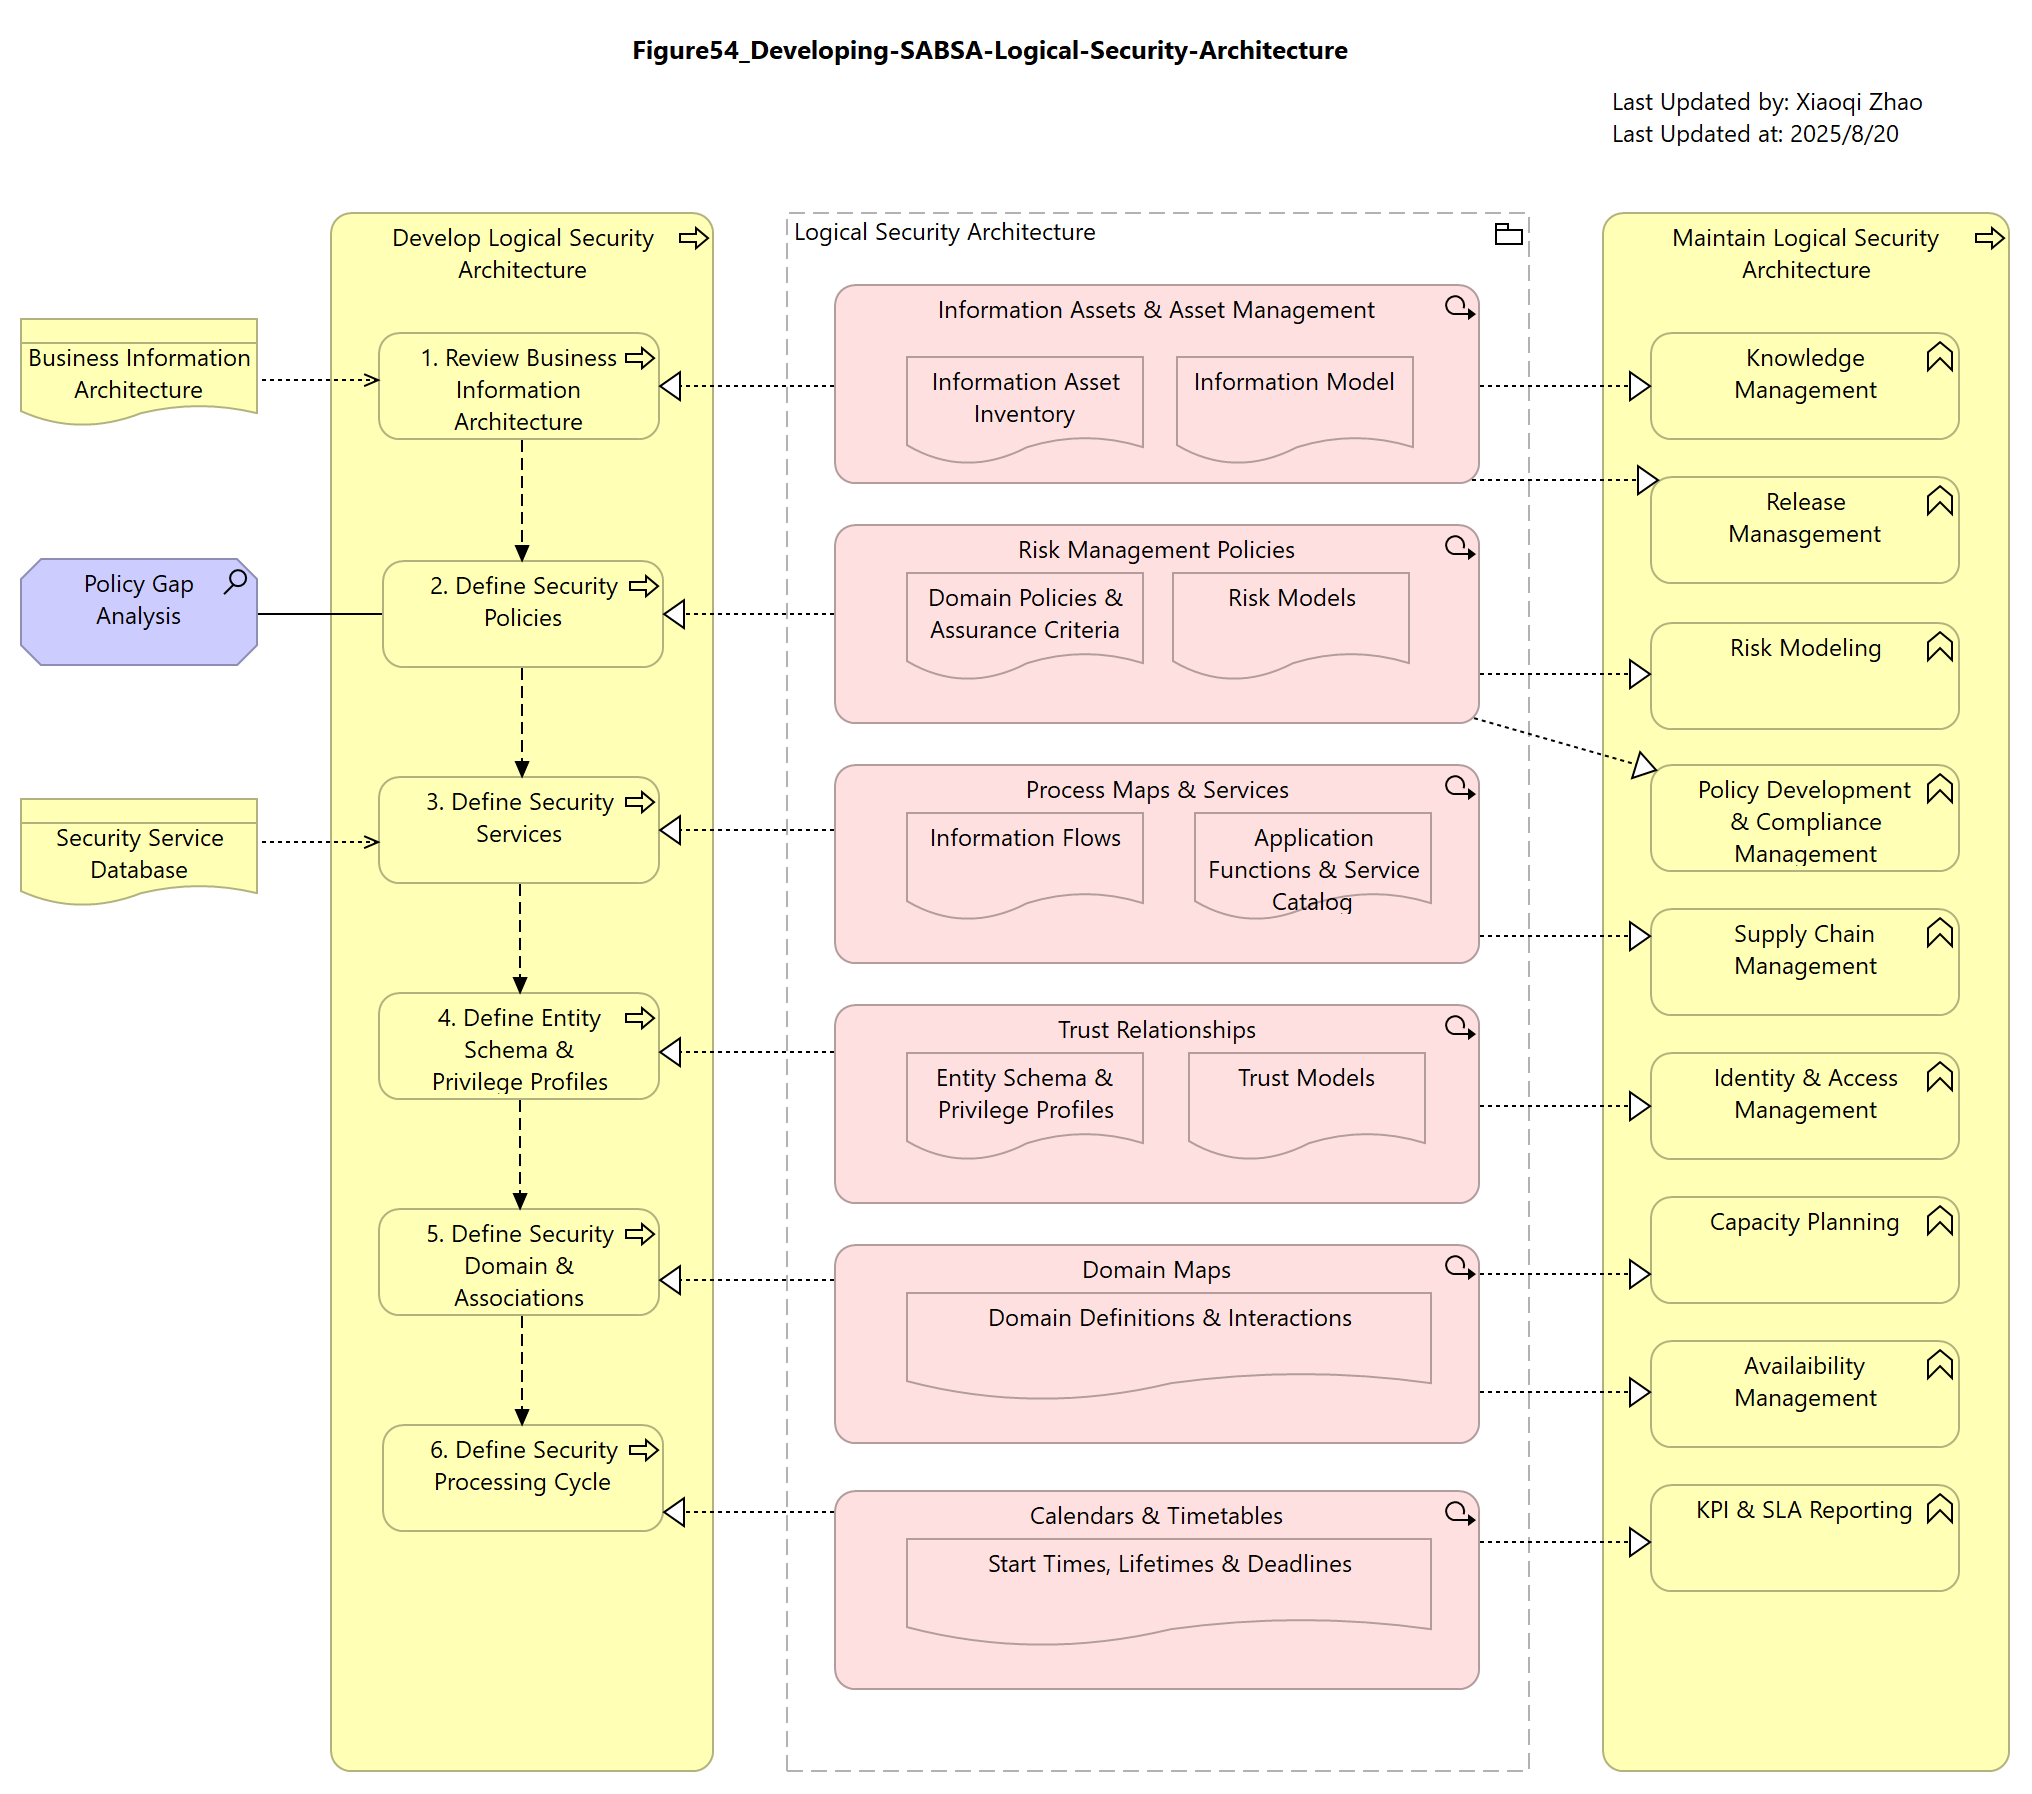 Figure54_Developing-SABSA-Logical-Security-Architecture
Last Updated by: Xiaoqi Zhao
Last Updated at: 2025/8/20
Business Information
Architecture
Policy Gap
Analysis
Security Service
Database
Develop Logical Security
Architecture
1. Review Business
Information
Architecture
2. Define Security
Policies
3. Define Security
Services
4. Define Entity
Schema &
Privilege Profiles
5. Define Security
Domain &
Associations
6. Define Security
Processing Cycle
Logical Security Architecture
Information Assets & Asset Management
Information Asset
Inventory
Information Model
Risk Management Policies
Domain Policies &
Assurance Criteria
Risk Models
Process Maps & Services
Information Flows
Application
Functions & Service
Catalog
Trust Relationships
Entity Schema &
Privilege Profiles
Trust Models
Domain Maps
Domain Definitions & Interactions
Calendars & Timetables
Start Times, Lifetimes & Deadlines
Maintain Logical Security
Architecture
Knowledge
Management
Release
Manasgement
Risk Modeling
Policy Development
& Compliance
Management
Supply Chain
Management
Identity & Access
Management
Capacity Planning
Availaibility
Management
KPI & SLA Reporting